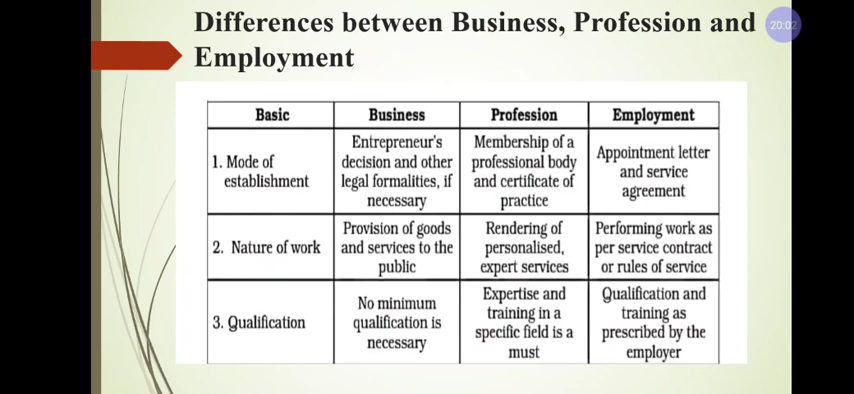 Differences between Business, Profession and
Employment
20:02
Basic
Business
Profession
Employment
1. Mode of
establishment
Entrepreneur's
decision and other
legal formalities, if
necessary
Membership of a
professional body
and certificate of
practice
Appointment letter
and service
agreement
2. Nature of work
Provision of goods
and services to the
public
Rendering of
personalised,
expert services
Performing work as
per service contract
or rules of service
3. Qualification
No minimum
qualification is
necessary
Expertise and
training in a
specific field is a
must
Qualification and
training as
prescribed by the
employer